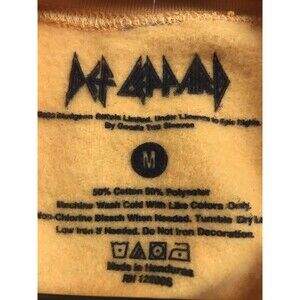 DEF LEPPARD
Bludgeon Riffola Limited. Under License to Epic Rights.
By Goodie Two Sleeves
M
50% Cotton 50% Polyester
Machine Wash Cold With Like Colors Only.
Non-Chlorine Bleach When Needed. Tumble Dry Lo
Low Iron if Needed. Do Not Iron Decoration.
Made in Honduras
RN